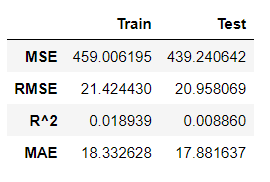 Train Test
MSE 459.006195 439.240642
RMSE 21.424430 20.958069
R^2 0.018939 0.008860
MAE 18.332628 17.881637